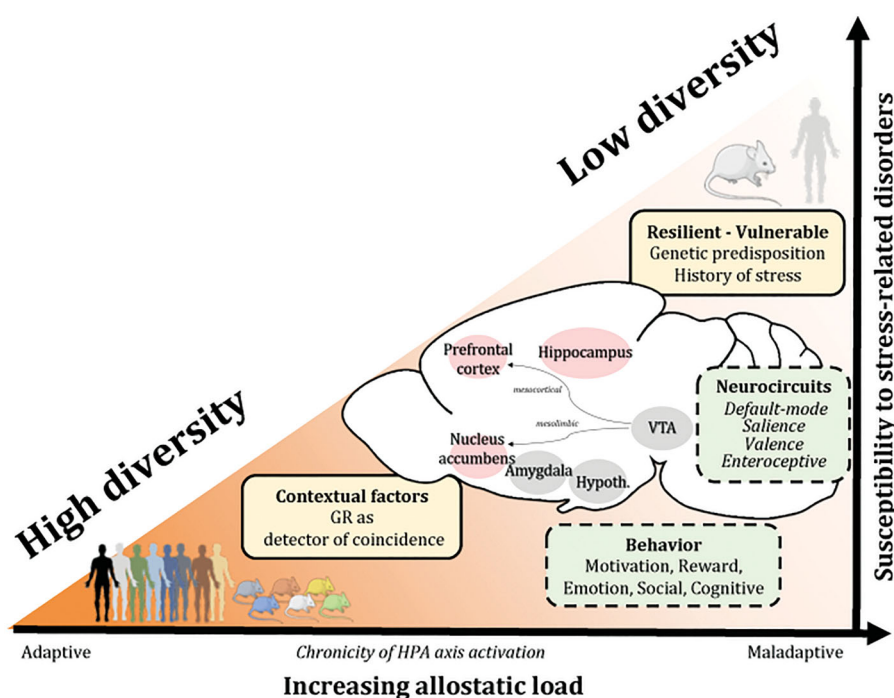 Low diversity
High diversity
Susceptibility to stress-related disorders
Resilient - Vulnerable
Genetic predisposition
History of stress
Prefrontal
cortex
Hippocampus
mesocortical
mesolimbic
VTA
Nucleus
accumbens
Amygdala
Hypoth.
Neurocircuits
Default-mode
Salience
Valence
Enteroceptive
Contextual factors
GR as
detector of coincidence
Behavior
Motivation, Reward,
Emotion, Social, Cognitive
Adaptive
Chronicity of HPA axis activation
Maladaptive
Increasing allostatic load